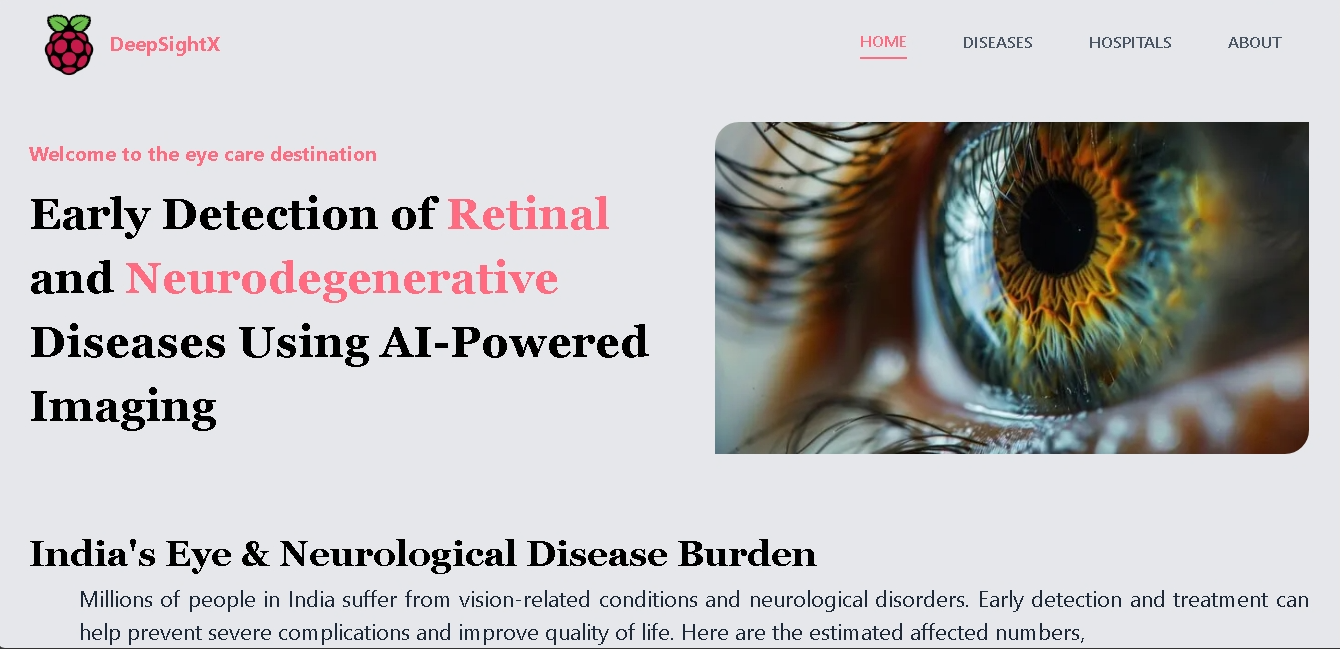 DeepSightX
HOME DISEASES HOSPITALS ABOUT
Welcome to the eye care destination
Early Detection of Retinal
and Neurodegenerative
Diseases Using AI-Powered
Imaging
India's Eye & Neurological Disease Burden
Millions of people in India suffer from vision-related conditions and neurological disorders. Early detection and treatment can
help prevent severe complications and improve quality of life. Here are the estimated affected numbers,